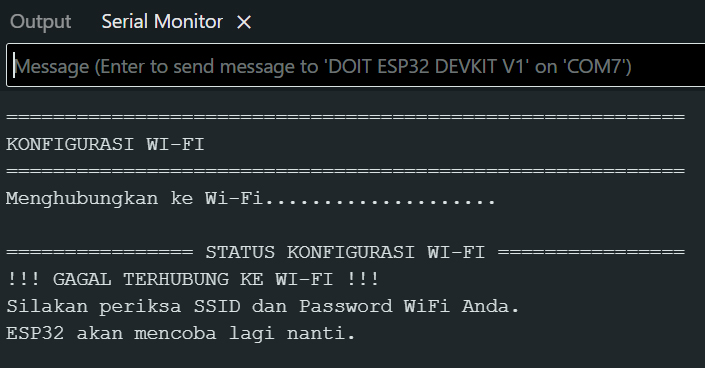 Output Serial Monitor
Message (Enter to send message to 'DOIT ESP32 DEVKIT V1' on 'COM7')
==========================================================
KONFIGURASI WI-FI
==========================================================
Menghubungkan ke Wi-Fi....................
================ STATUS KONFIGURASI WI-FI ================
!!! GAGAL TERHUBUNG KE WI-FI !!!
Silakan periksa SSID dan Password WiFi Anda.
ESP32 akan mencoba lagi nanti.